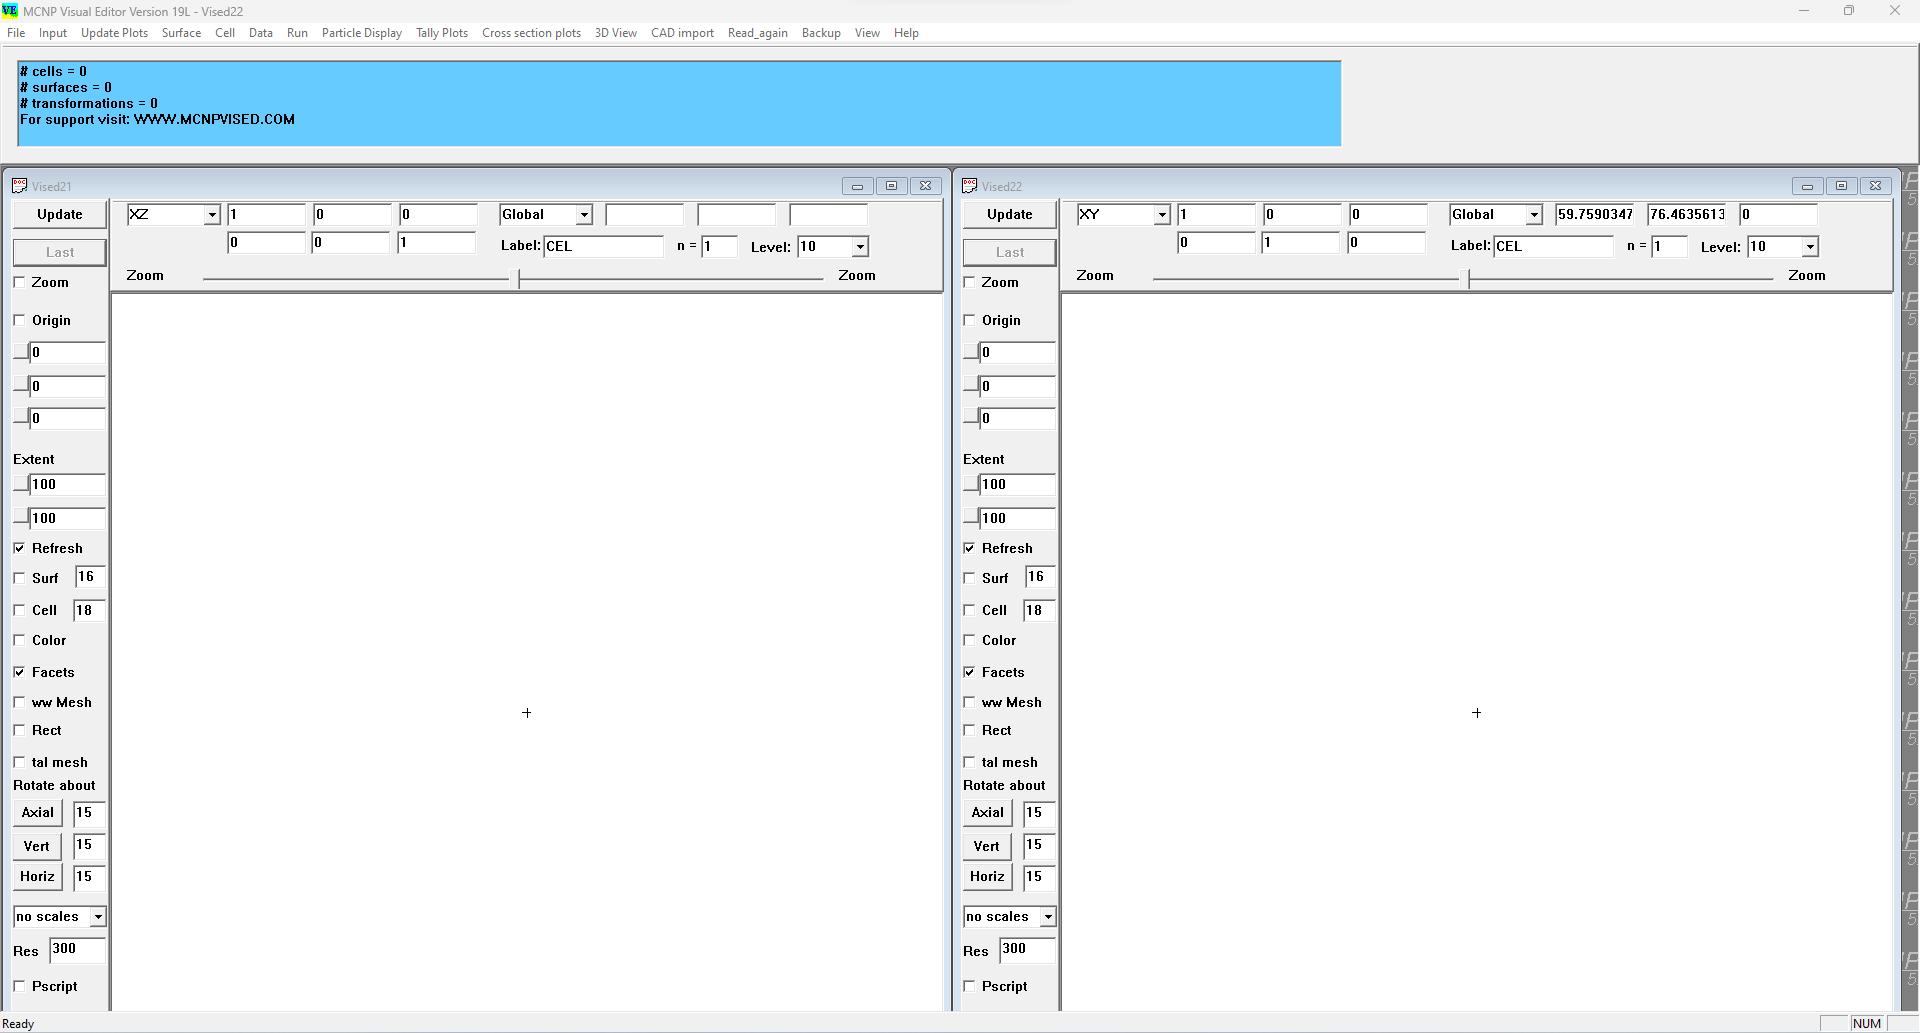 MCNP Visual Editor Version 19L - Vised22
File Input Update Plots Surface Cell Data Run Particle Display Tally Plots Cross section plots 3D View CAD import Read_again Backup View Help
# cells = 0
# surfaces = 0
# transformations = 0
For support visit: WWW.MCNPVISED.COM
Vised21
Update XZ 1 0 0 Global
Last 0 0 1 Label: CEL n = 1 Level: 10
Zoom Zoom
Zoom
Origin
0
0
0
Extent
100
100
Refresh
Surf 16
Cell 18
Color
Facets
ww Mesh
Rect
tal mesh
Rotate about
Axial 15
Vert 15
Horiz 15
no scales
Res 300
Pscript
Vised22
Update XY 1 0 0 Global 59.7590347 76.4635613 0
Last 0 1 0 Label: CEL n = 1 Level: 10
Zoom Zoom
Zoom
Origin
0
0
0
Extent
100
100
Refresh
Surf 16
Cell 18
Color
Facets
ww Mesh
Rect
tal mesh
Rotate about
Axial 15
Vert 15
Horiz 15
no scales
Res 300
Pscript
Ready NUM